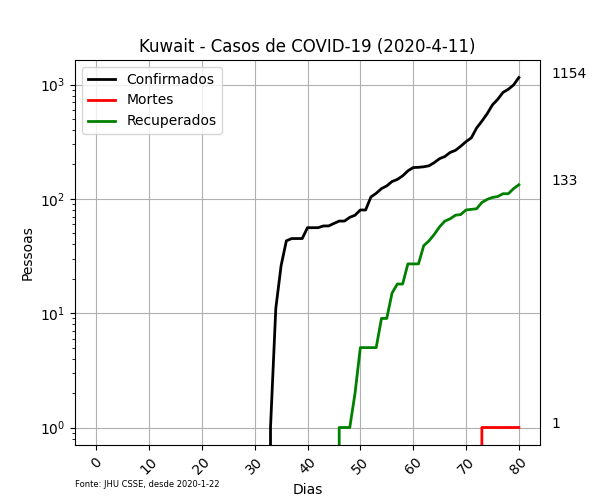 Kuwait - Casos de COVID-19 (2020-4-11)
Confirmados
Mortes
Recuperados
1154
133
1
Pessoas
10³
10²
10¹
10⁰
0 10 20 30 40 50 60 70 80
Dias
Fonte: JHU CSSE, desde 2020-1-22